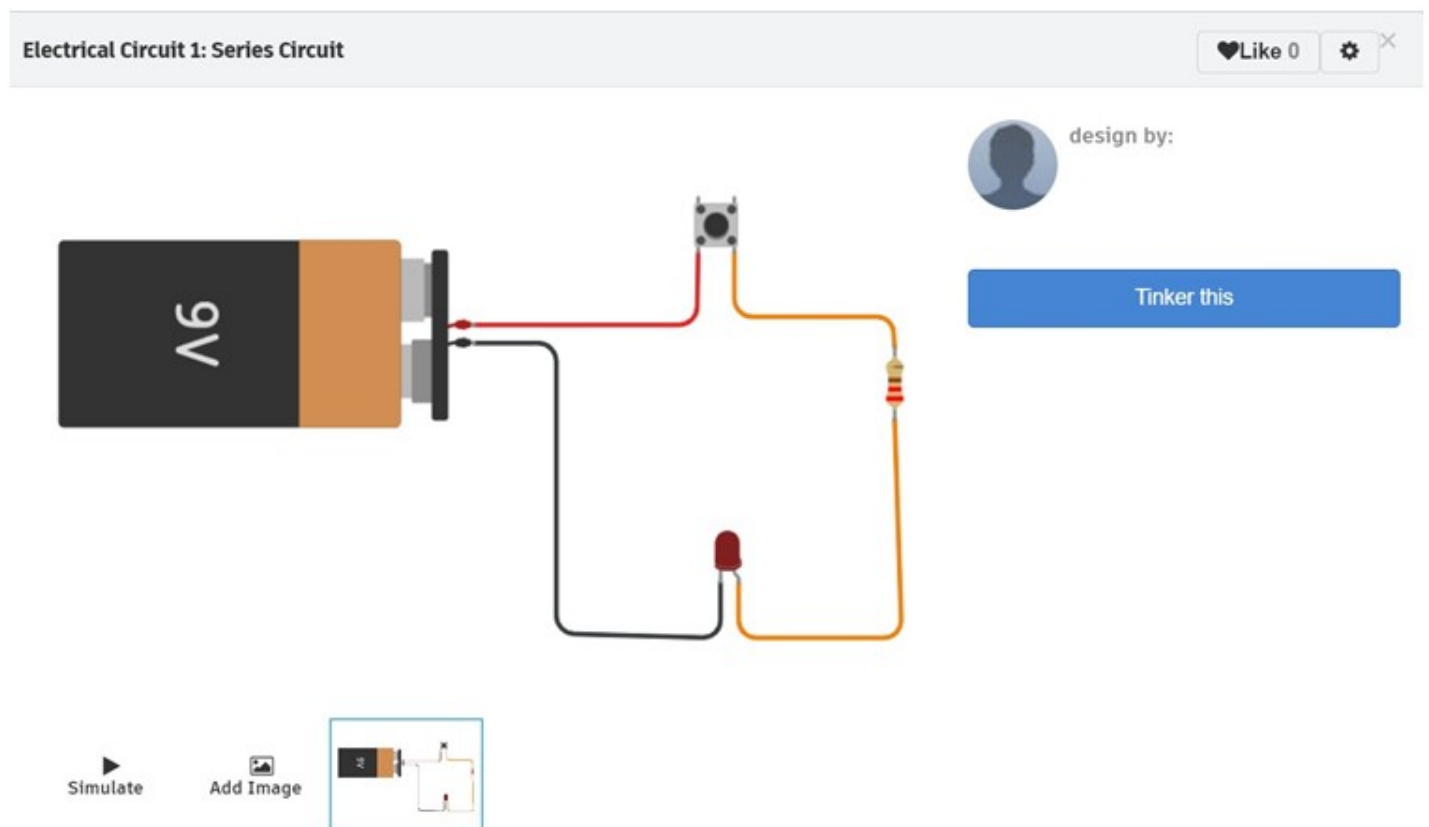 Electrical Circuit 1: Series Circuit
Like 0
design by:
9V
Tinker this
Simulate
Add Image